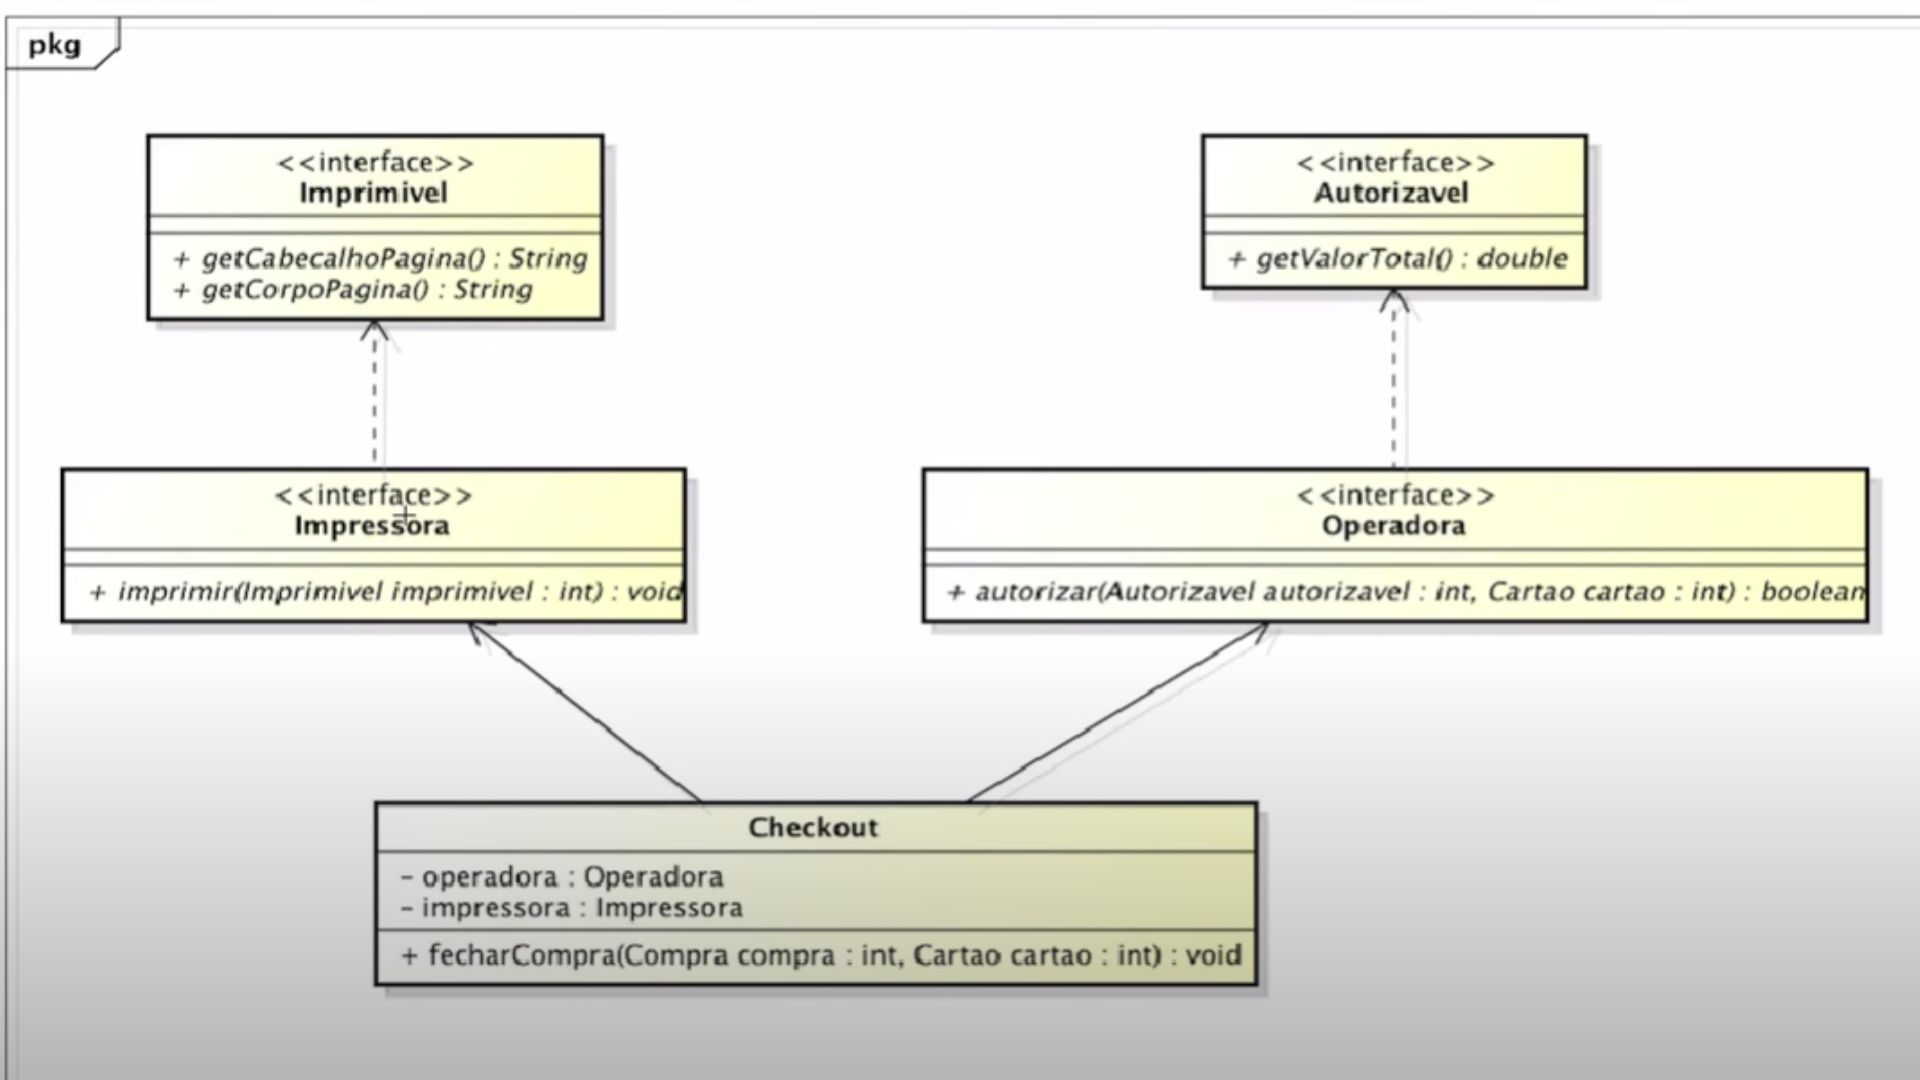 pkg
<<interface>>
Imprimivel
+ getCabecalhoPagina() : String
+ getCorpoPagina() : String
<<interface>>
Autorizavel
+ getValorTotal() : double
<<interface>>
Impressora
+ imprimir(Imprimivel imprimivel : int) : void
<<interface>>
Operadora
+ autorizar(Autorizavel autorizavel : int, Cartao cartao : int) : boolean
Checkout
- operadora : Operadora
- impressora : Impressora
+ fecharCompra(Compra compra : int, Cartao cartao : int) : void